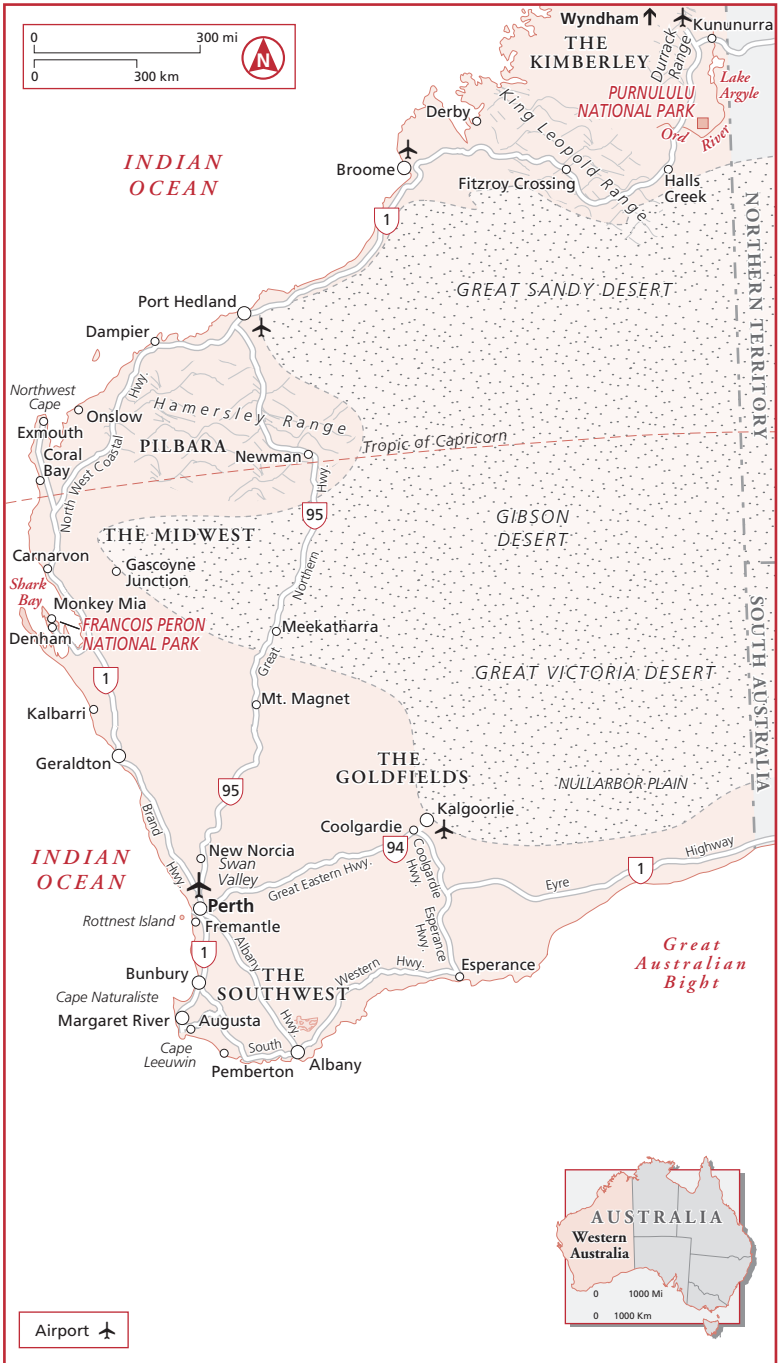 0 300 mi
0 300 km
N
Wyndham
Kununurra
THE
KIMBERLEY
Durrack
Range
Lake
Argyle
PURNULULU
NATIONAL PARK
Ord River
Derby
King Leopold Range
INDIAN
OCEAN
Broome
Fitzroy Crossing
Halls
Creek
1
NORTHERN TERRITORY
GREAT SANDY DESERT
Port Hedland
Dampier
Northwest
Cape
Onslow
Exmouth
Coral
Bay
North West Coastal Hwy.
Hamersley Range
PILBARA
Newman
Tropic of Capricorn
95
Great Northern Hwy.
THE MIDWEST
GIBSON
DESERT
Carnarvon
Gascoyne
Junction
Shark
Bay
Monkey Mia
Denham
FRANCOIS PERON
NATIONAL PARK
Meekatharra
SOUTH AUSTRALIA
GREAT VICTORIA DESERT
1
Mt. Magnet
Kalbarri
Geraldton
THE
GOLDFIELDS
NULLARBOR PLAIN
95
Brand Hwy.
Kalgoorlie
Coolgardie
94
INDIAN
OCEAN
New Norcia
Swan
Valley
Great Eastern Hwy.
Coolgardie
Hwy.
Esperance
Hwy.
Eyre
1
Highway
Perth
Rottnest Island
Fremantle
1
Albany Hwy.
Great
Australian
Bight
Bunbury
THE
SOUTHWEST
South Western Hwy.
Esperance
Cape Naturaliste
Margaret River
Augusta
Cape
Leeuwin
Pemberton
Albany
AUSTRALIA
Western
Australia
0 1000 Mi
0 1000 Km
Airport